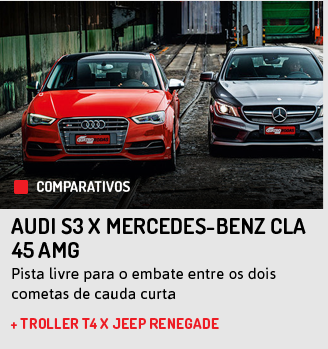 COMPARATIVOS
AUDI S3 X MERCEDES-BENZ CLA
45 AMG
Pista livre para o embate entre os dois
cometas de cauda curta
+ TROLLER T4 X JEEP RENEGADE